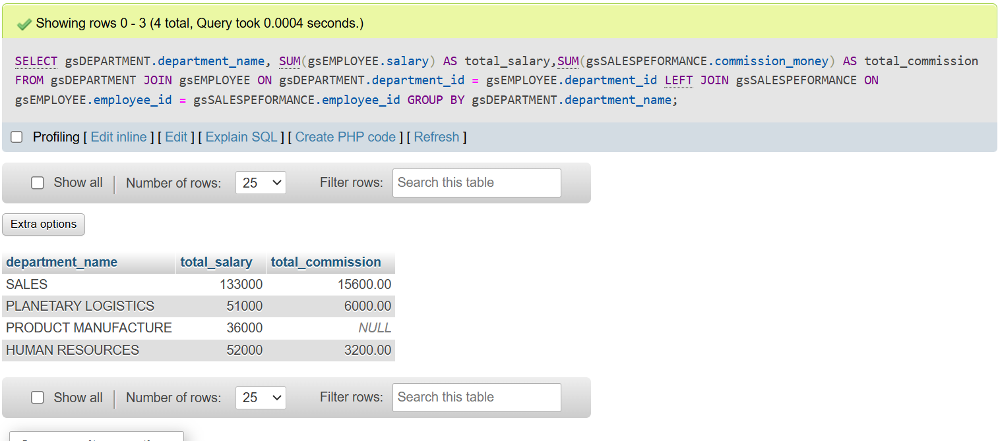 Showing rows 0 - 3 (4 total, Query took 0.0004 seconds.)
SELECT gsDEPARTMENT.department_name, SUM(gsEMPLOYEE.salary) AS total_salary,SUM(gsSALESPEFORMANCE.commission_money) AS total_commission
FROM gsDEPARTMENT JOIN gsEMPLOYEE ON gsDEPARTMENT.department_id = gsEMPLOYEE.department_id LEFT JOIN gsSALESPEFORMANCE ON
gsEMPLOYEE.employee_id = gsSALESPEFORMANCE.employee_id GROUP BY gsDEPARTMENT.department_name;
Profiling [ Edit inline ] [ Edit ] [ Explain SQL ] [ Create PHP code ] [ Refresh ]
Show all | Number of rows: 25 Filter rows: Search this table
Extra options
department_name total_salary total_commission
SALES 133000 15600.00
PLANETARY LOGISTICS 51000 6000.00
PRODUCT MANUFACTURE 36000 NULL
HUMAN RESOURCES 52000 3200.00
Show all | Number of rows: 25 Filter rows: Search this table